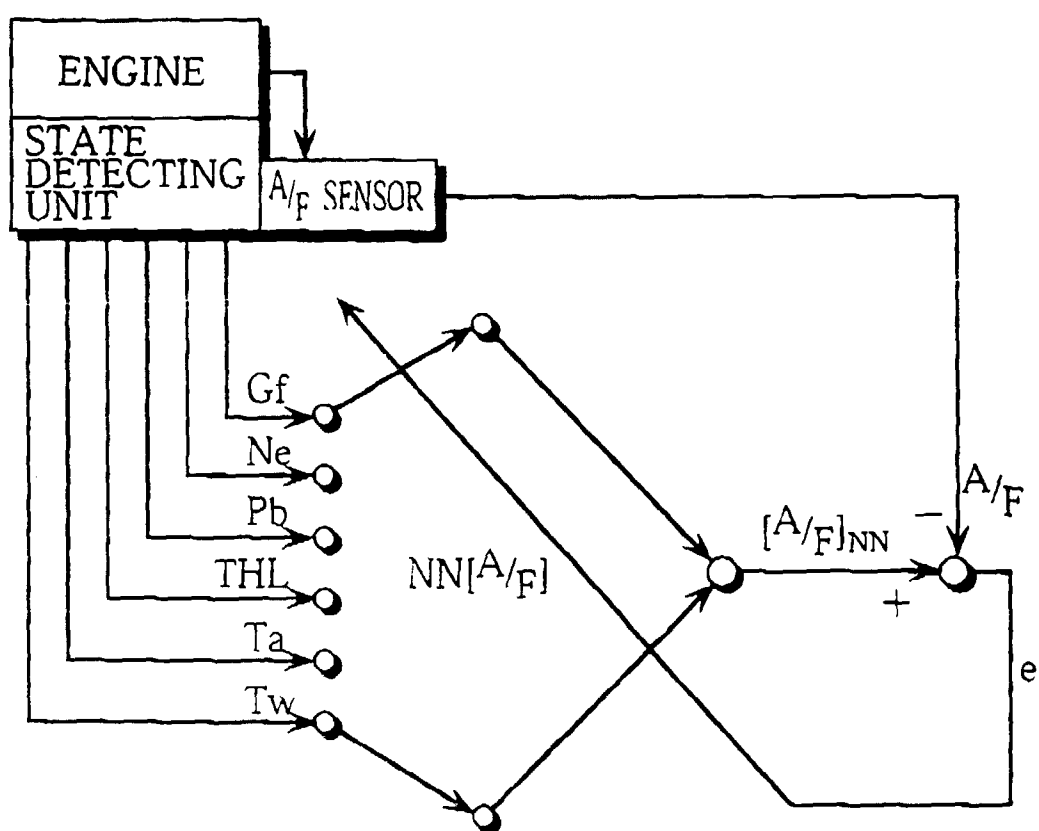 ENGINE
STATE
DETECTING
UNIT
A/F SENSOR
Gf
Ne
Pb
THL
Ta
Tw
NN[A/F]
[A/F]NN
A/F
−
+
e